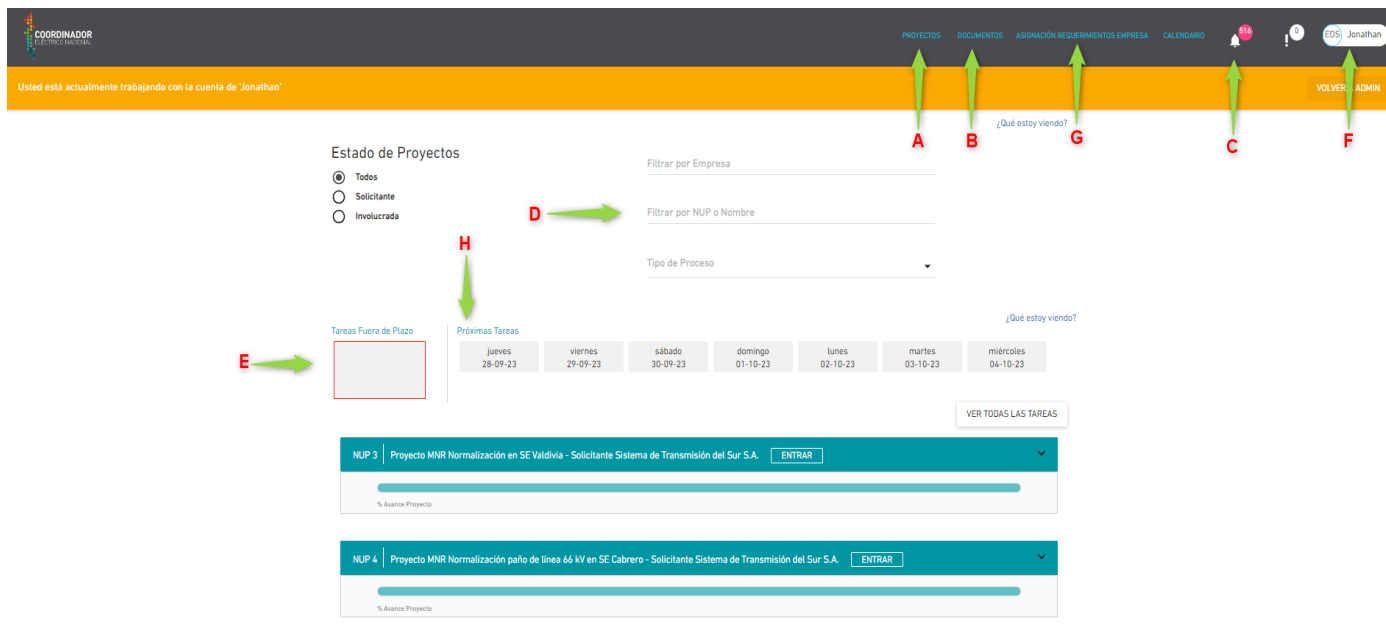 COORDINADOR
ELÉCTRICO NACIONAL
PROYECTOS DOCUMENTOS ASIGNACIÓN REQUERIMIENTOS EMPRESA CALENDARIO 516 0 EDS Jonathan
Usted está actualmente trabajando con la cuenta de 'Jonathan'
VOLVER A ADMIN
¿Qué estoy viendo?
A B G C F
Estado de Proyectos
Todos
Solicitante
Involucrada
Filtrar por Empresa
D
Filtrar por NUP o Nombre
Tipo de Proceso
H
¿Qué estoy viendo?
Tareas Fuera de Plazo
E
Próximas Tareas
jueves
28-09-23
viernes
29-09-23
sábado
30-09-23
domingo
01-10-23
lunes
02-10-23
martes
03-10-23
miércoles
04-10-23
VER TODAS LAS TAREAS
NUP 3 Proyecto MNR Normalización en SE Valdivia - Solicitante Sistema de Transmisión del Sur S.A. ENTRAR
% Avance Proyecto
NUP 4 Proyecto MNR Normalización paño de línea 66 kV en SE Cabrero - Solicitante Sistema de Transmisión del Sur S.A. ENTRAR
% Avance Proyecto